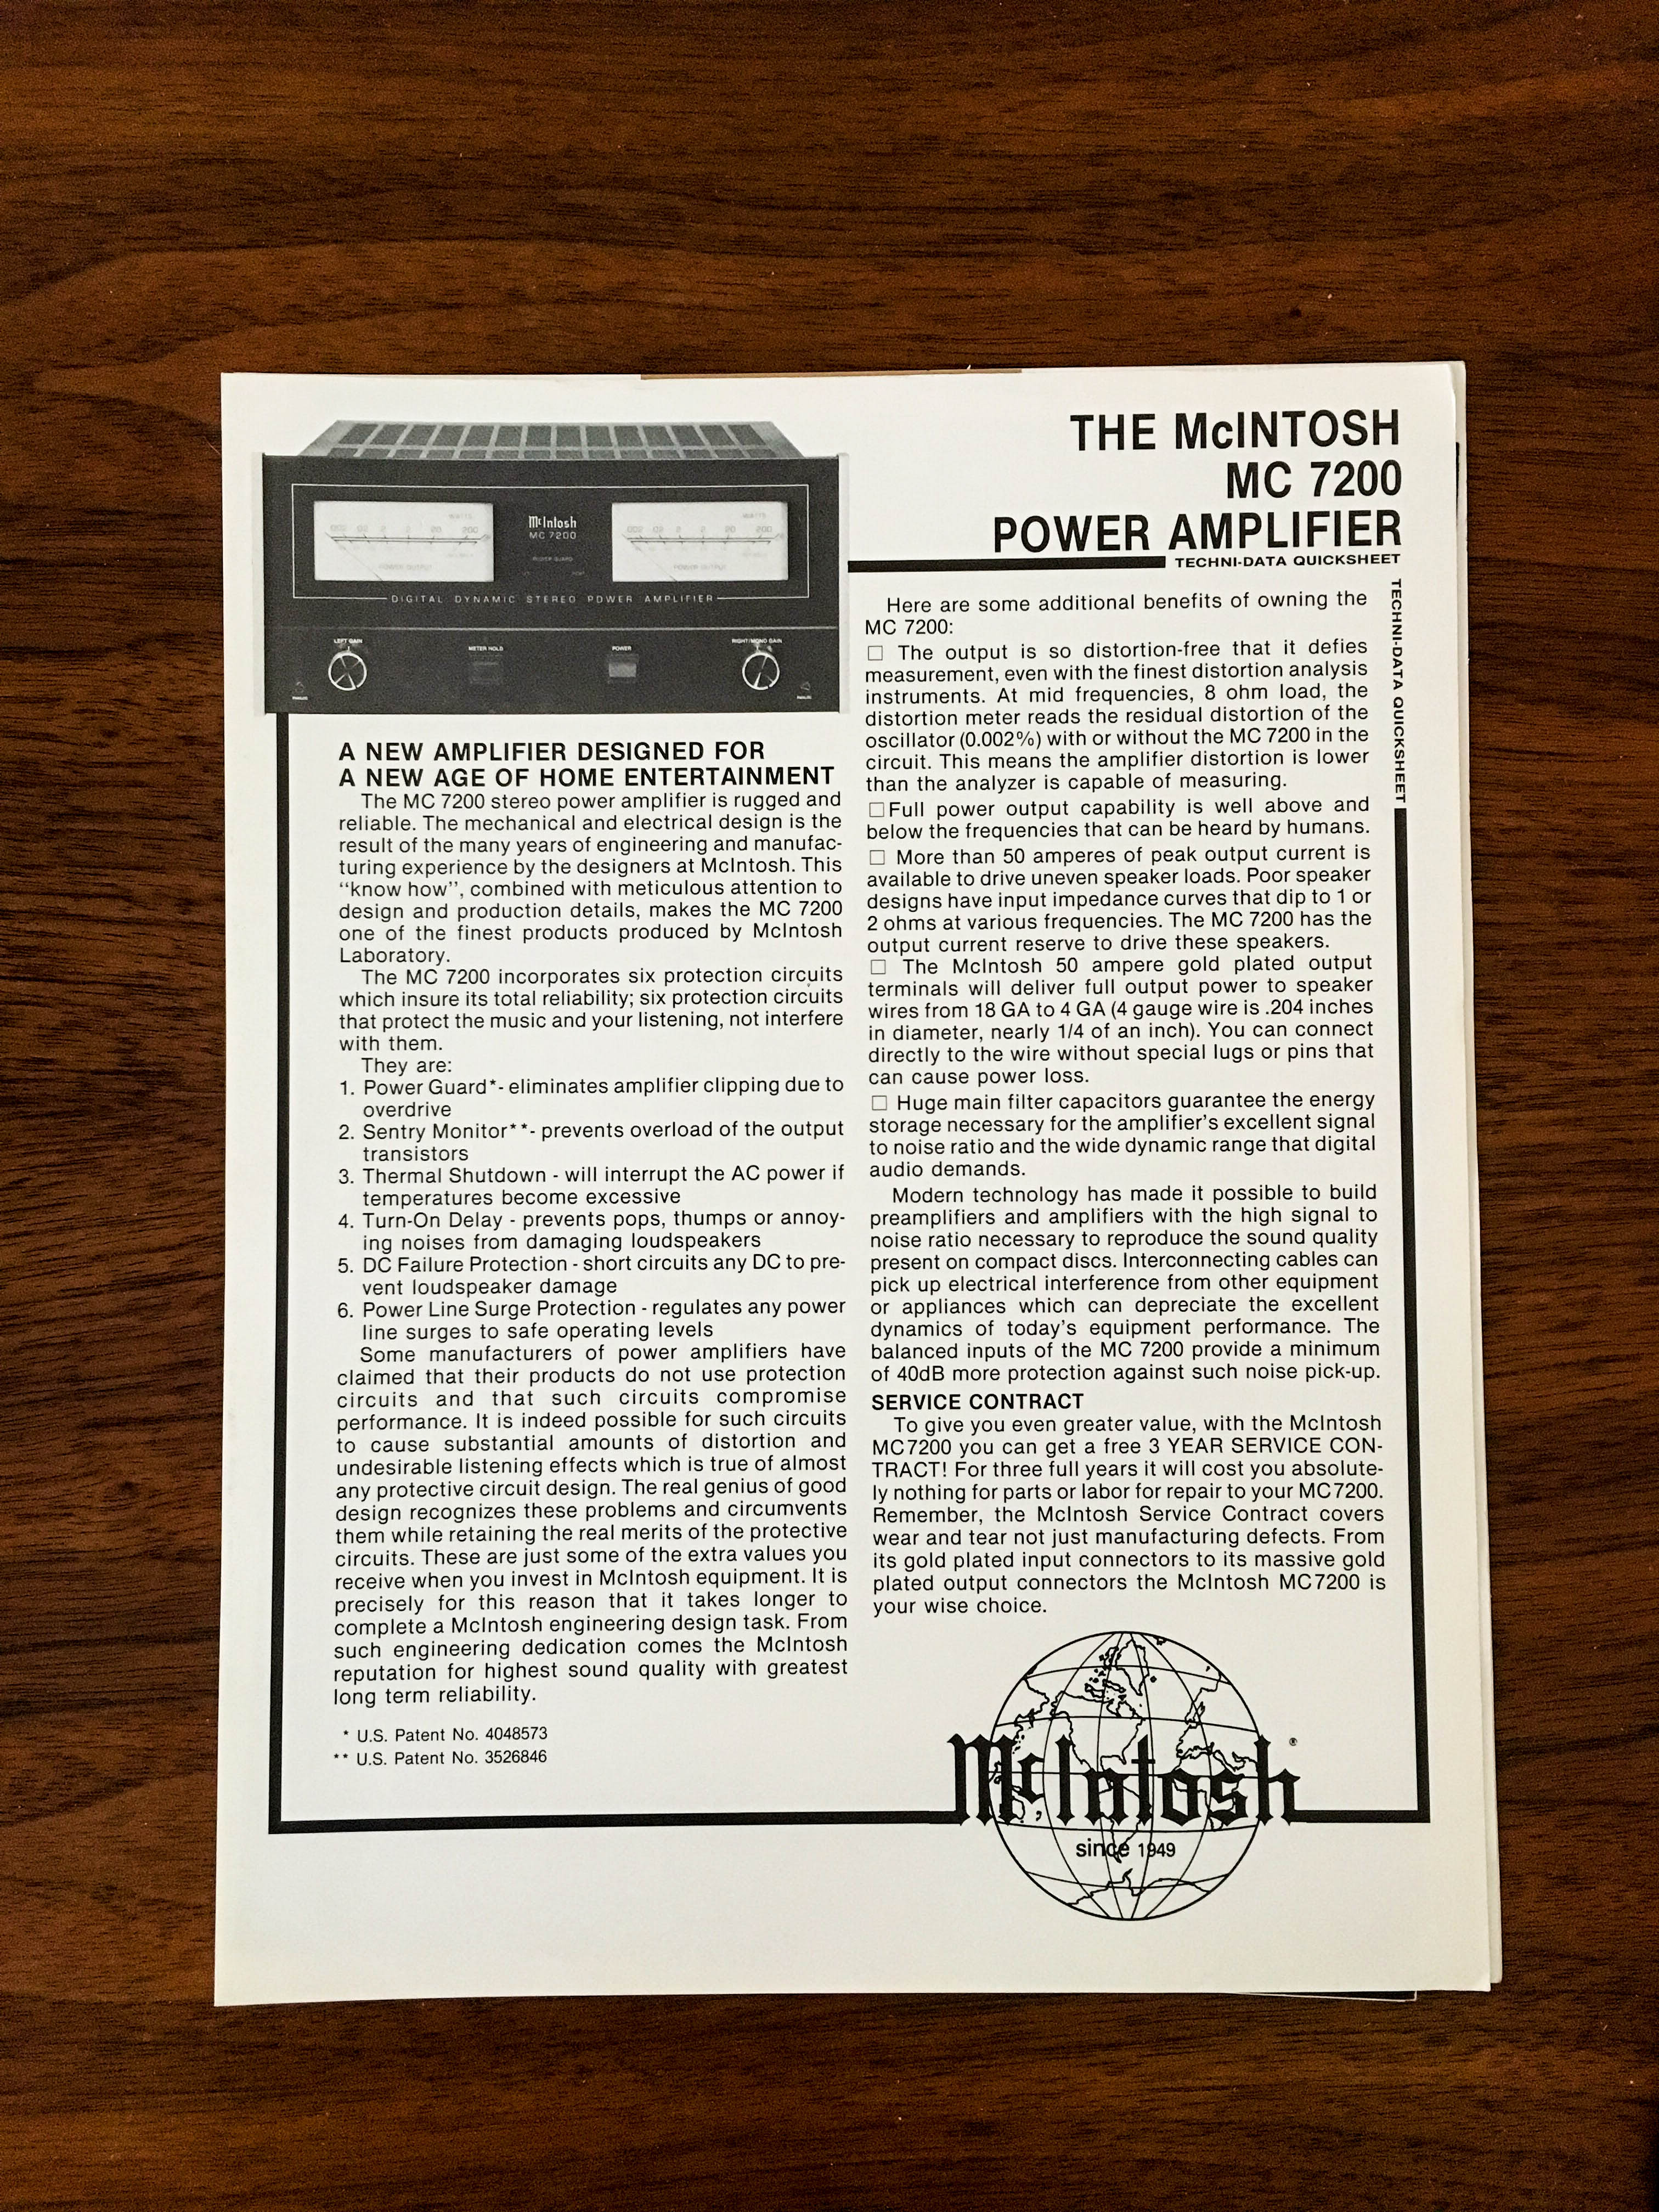 THE McINTOSH
MC 7200
POWER AMPLIFIER
TECHNI-DATA QUICKSHEET
TECHNI-DATA QUICKSHEET
WATTS
.002 .02 .2 2 20 200
POWER OUTPUT
McIntosh
MC 7200
POWER GUARD
WATTS
.002 .02 .2 2 20 200
POWER OUTPUT
DIGITAL DYNAMIC STEREO POWER AMPLIFIER
LEFT GAIN
METER HOLD
POWER
RIGHT/MONO GAIN
A NEW AMPLIFIER DESIGNED FOR
A NEW AGE OF HOME ENTERTAINMENT
The MC 7200 stereo power amplifier is rugged and
reliable. The mechanical and electrical design is the
result of the many years of engineering and manufac-
turing experience by the designers at McIntosh. This
“know how”, combined with meticulous attention to
design and production details, makes the MC 7200
one of the finest products produced by McIntosh
Laboratory.
The MC 7200 incorporates six protection circuits
which insure its total reliability; six protection circuits
that protect the music and your listening, not interfere
with them.
They are:
1. Power Guard*- eliminates amplifier clipping due to
overdrive
2. Sentry Monitor**- prevents overload of the output
transistors
3. Thermal Shutdown - will interrupt the AC power if
temperatures become excessive
4. Turn-On Delay - prevents pops, thumps or annoy-
ing noises from damaging loudspeakers
5. DC Failure Protection - short circuits any DC to pre-
vent loudspeaker damage
6. Power Line Surge Protection - regulates any power
line surges to safe operating levels
Some manufacturers of power amplifiers have
claimed that their products do not use protection
circuits and that such circuits compromise
performance. It is indeed possible for such circuits
to cause substantial amounts of distortion and
undesirable listening effects which is true of almost
any protective circuit design. The real genius of good
design recognizes these problems and circumvents
them while retaining the real merits of the protective
circuits. These are just some of the extra values you
receive when you invest in McIntosh equipment. It is
precisely for this reason that it takes longer to
complete a McIntosh engineering design task. From
such engineering dedication comes the McIntosh
reputation for highest sound quality with greatest
long term reliability.
* U.S. Patent No. 4048573
** U.S. Patent No. 3526846
Here are some additional benefits of owning the
MC 7200:
□ The output is so distortion-free that it defies
measurement, even with the finest distortion analysis
instruments. At mid frequencies, 8 ohm load, the
distortion meter reads the residual distortion of the
oscillator (0.002%) with or without the MC 7200 in the
circuit. This means the amplifier distortion is lower
than the analyzer is capable of measuring.
□ Full power output capability is well above and
below the frequencies that can be heard by humans.
□ More than 50 amperes of peak output current is
available to drive uneven speaker loads. Poor speaker
designs have input impedance curves that dip to 1 or
2 ohms at various frequencies. The MC 7200 has the
output current reserve to drive these speakers.
□ The McIntosh 50 ampere gold plated output
terminals will deliver full output power to speaker
wires from 18 GA to 4 GA (4 gauge wire is .204 inches
in diameter, nearly 1/4 of an inch). You can connect
directly to the wire without special lugs or pins that
can cause power loss.
□ Huge main filter capacitors guarantee the energy
storage necessary for the amplifier's excellent signal
to noise ratio and the wide dynamic range that digital
audio demands.
Modern technology has made it possible to build
preamplifiers and amplifiers with the high signal to
noise ratio necessary to reproduce the sound quality
present on compact discs. Interconnecting cables can
pick up electrical interference from other equipment
or appliances which can depreciate the excellent
dynamics of today's equipment performance. The
balanced inputs of the MC 7200 provide a minimum
of 40dB more protection against such noise pick-up.
SERVICE CONTRACT
To give you even greater value, with the McIntosh
MC7200 you can get a free 3 YEAR SERVICE CON-
TRACT! For three full years it will cost you absolute-
ly nothing for parts or labor for repair to your MC7200.
Remember, the McIntosh Service Contract covers
wear and tear not just manufacturing defects. From
its gold plated input connectors to its massive gold
plated output connectors the McIntosh MC7200 is
your wise choice.
McIntosh®
since 1949